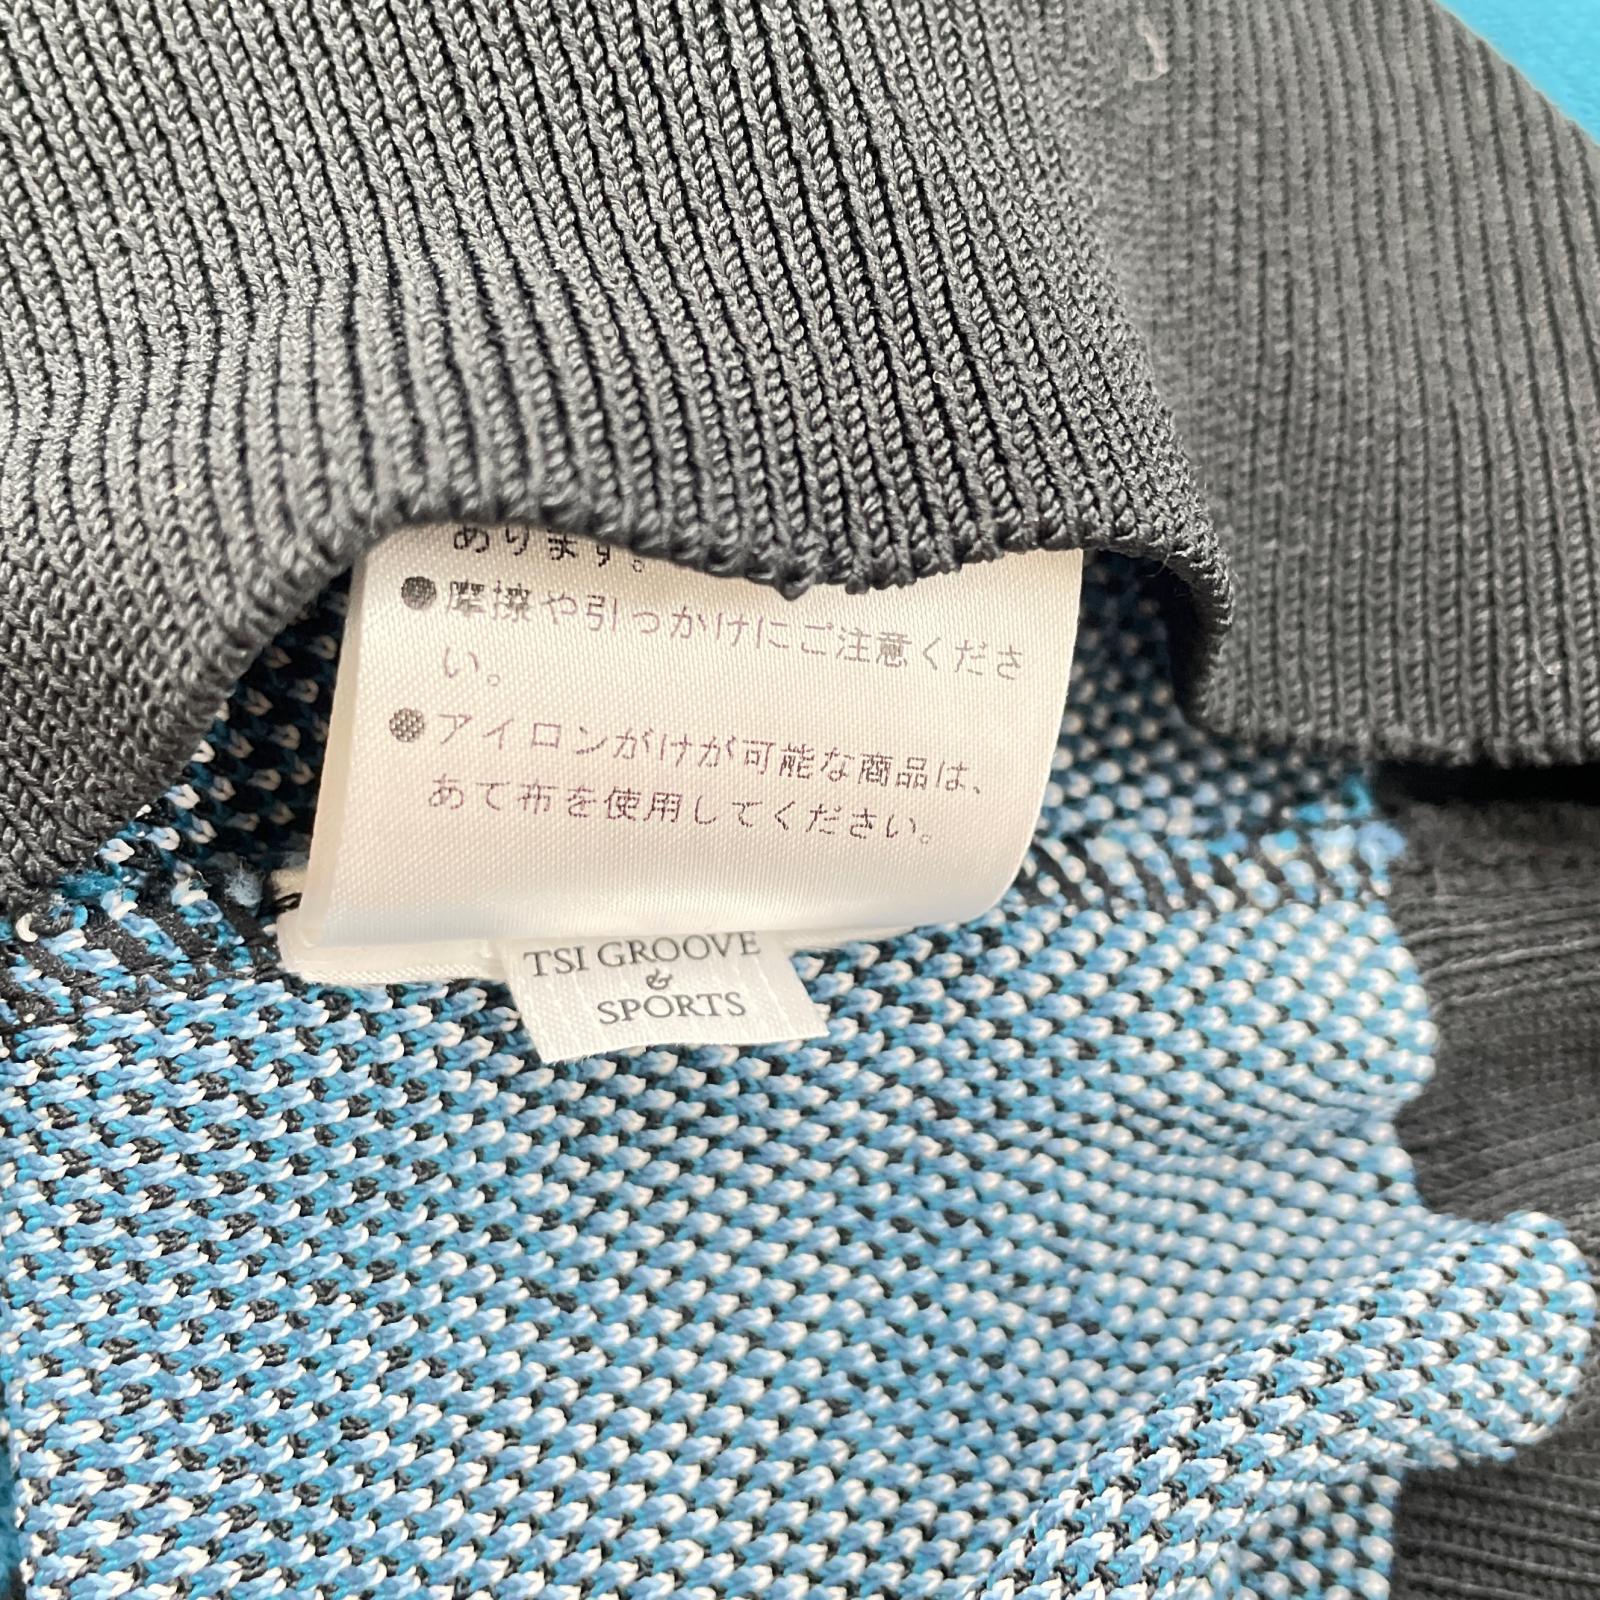 あります。
●摩擦や引っかけにご注意くださ
い。
●アイロンがけが可能な商品は、
あて布を使用してください。
TSI GROOVE
&
SPORTS